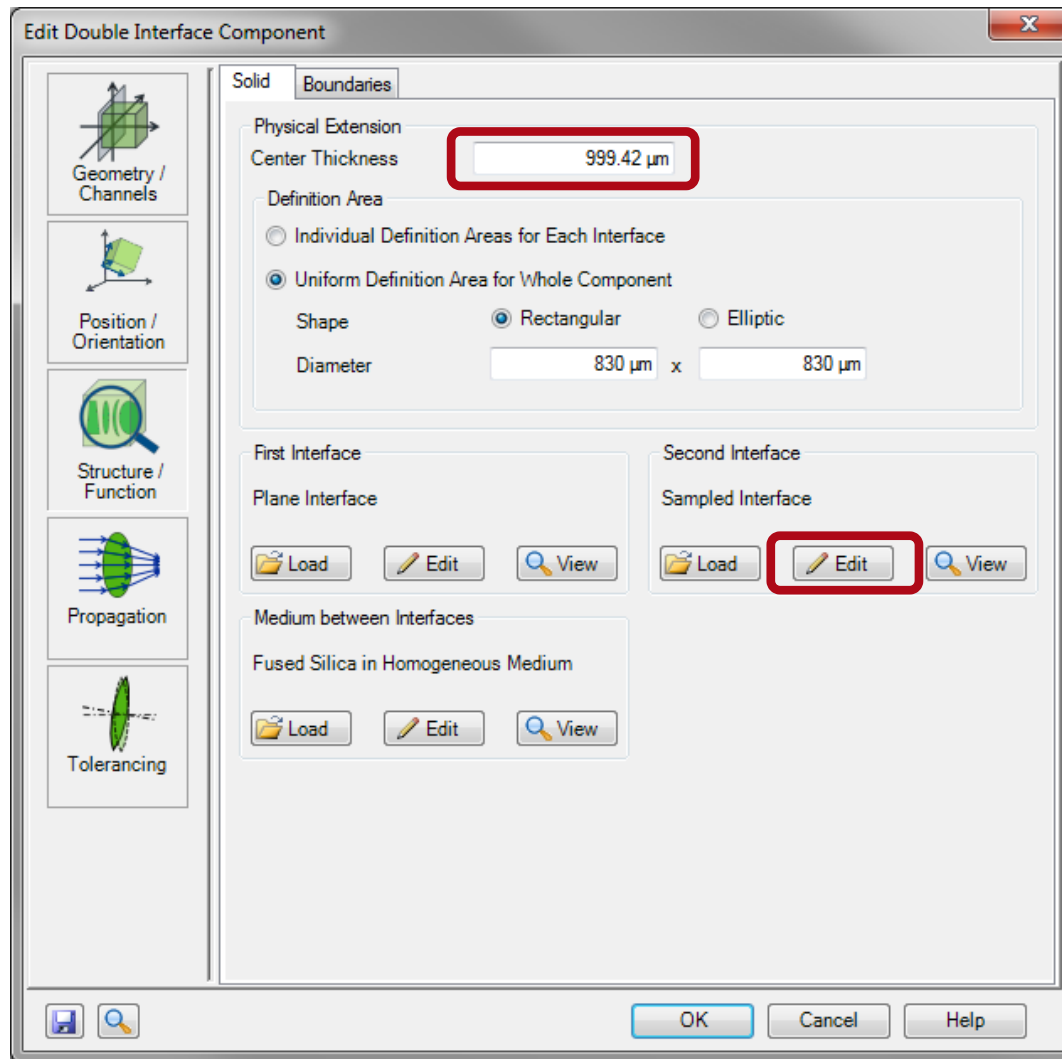 Edit Double Interface Component
Geometry /
Channels
Position /
Orientation
Structure /
Function
Propagation
Tolerancing
Solid
Boundaries
Physical Extension
Center Thickness
999.42 µm
Definition Area
Individual Definition Areas for Each Interface
Uniform Definition Area for Whole Component
Shape
Rectangular
Elliptic
Diameter
830 µm x 830 µm
First Interface
Plane Interface
Load
Edit
View
Second Interface
Sampled Interface
Load
Edit
View
Medium between Interfaces
Fused Silica in Homogeneous Medium
Load
Edit
View
OK
Cancel
Help